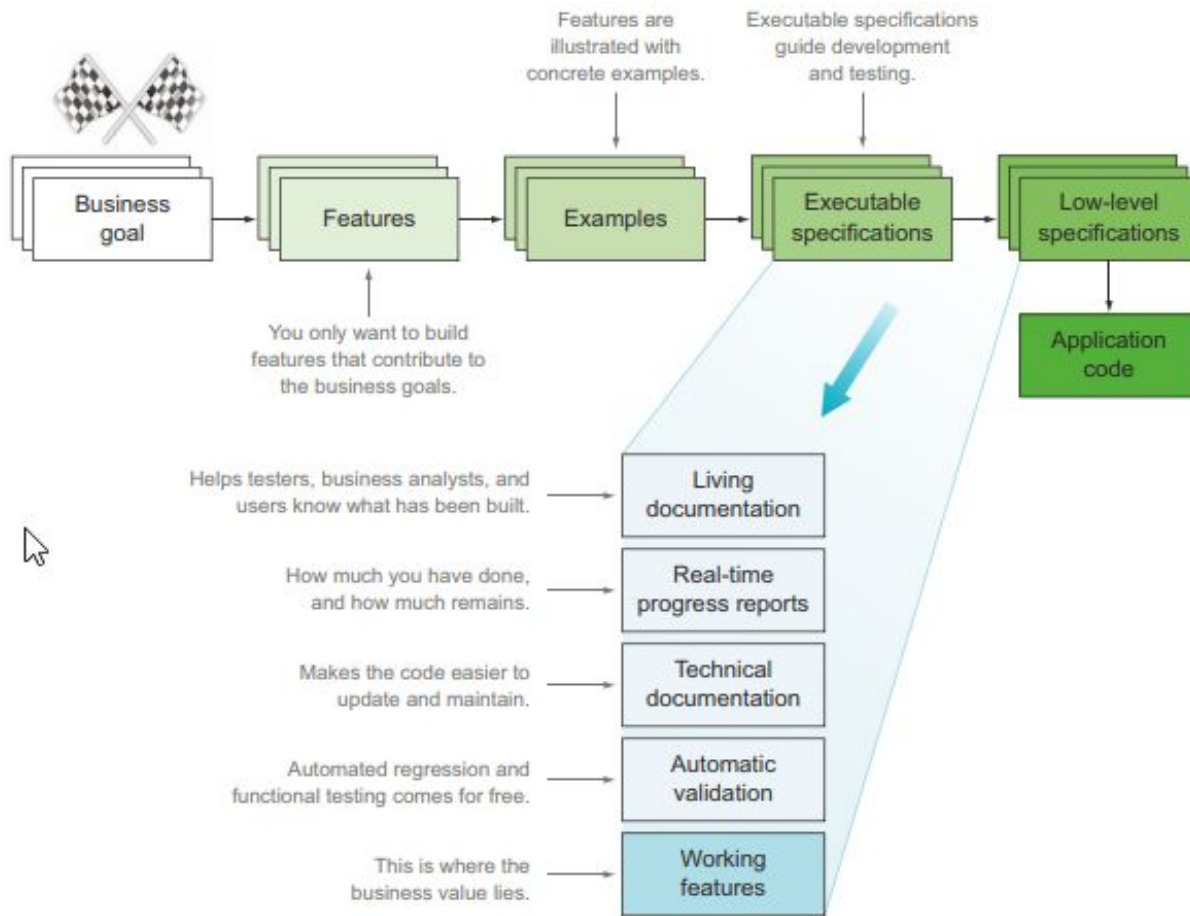 Features are
illustrated with
concrete examples.
Executable specifications
guide development
and testing.
Business
goal
Features
Examples
Executable
specifications
Low-level
specifications
You only want to build
features that contribute to
the business goals.
Application
code
Helps testers, business analysts, and
users know what has been built.
Living
documentation
How much you have done,
and how much remains.
Real-time
progress reports
Makes the code easier to
update and maintain.
Technical
documentation
Automated regression and
functional testing comes for free.
Automatic
validation
This is where the
business value lies.
Working
features